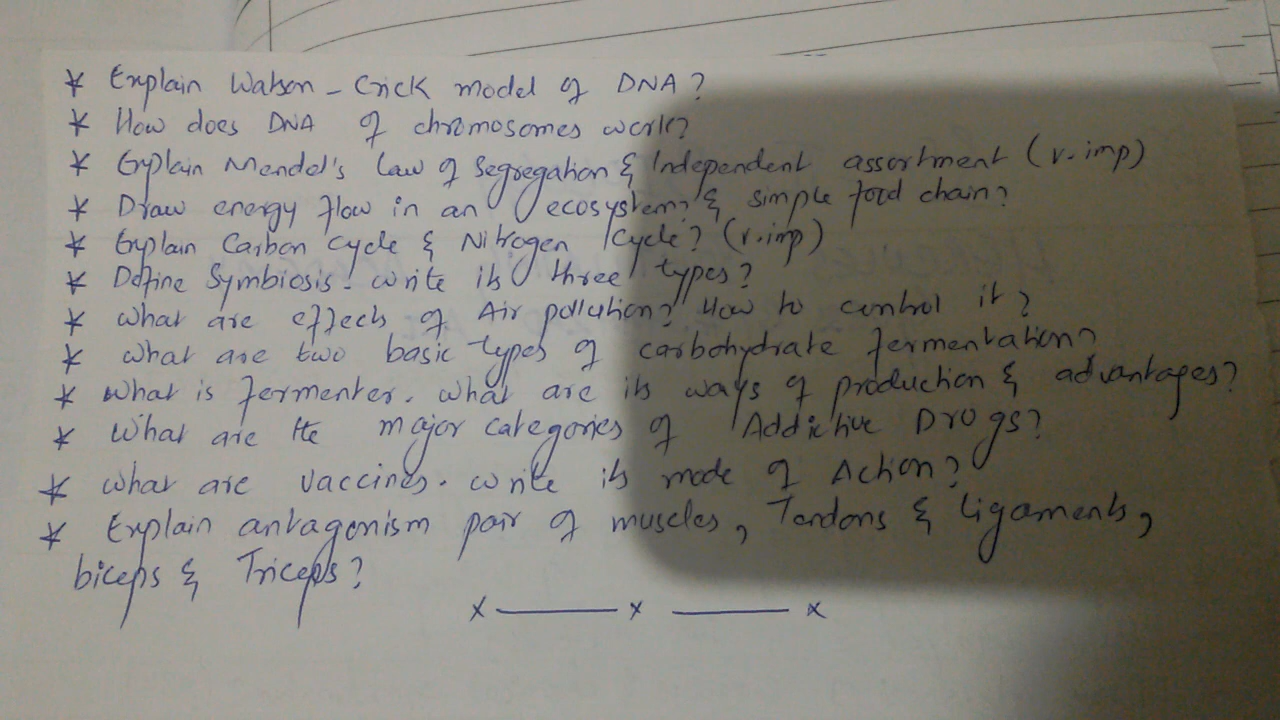 * Explain Watson - Crick model of DNA?
* How does DNA of chromosomes work?
* Explain Mendel's Law of Segregation & Independent assortment (v.imp)
* Draw energy flow in an ecosystem? & simple food chain?
* Explain Carbon Cycle & Nitrogen Cycle? (v.imp)
* Define Symbiosis. write its three types?
* what are effects of Air pollution? How to control it?
* what are two basic types of carbohydrate fermentation?
* what is fermenter. what are its ways of production & advantages?
* what are the major categories of Addictive Drogs?
* what are vaccines. write its mode of Action?
* Explain antagonism pair of muscles, Tendons & ligaments,
biceps & Triceps?
x ——— x ——— x